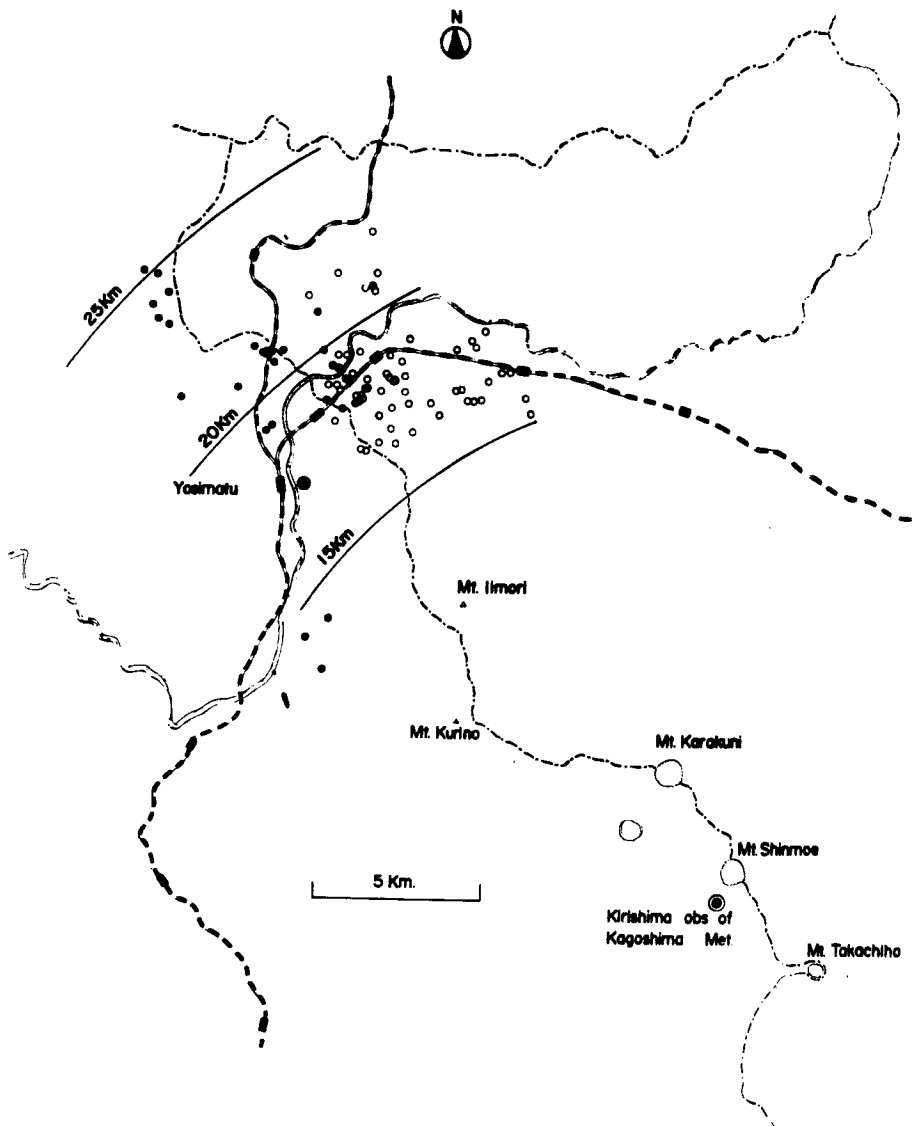 N
25Km
20Km
Yosimatu
15Km
Mt. Iimori
Mt. Kurino
Mt. Karakuni
Mt. Shinmoe
5 Km.
Kirishima obs of
Kagoshima Met.
Mt. Takachiho